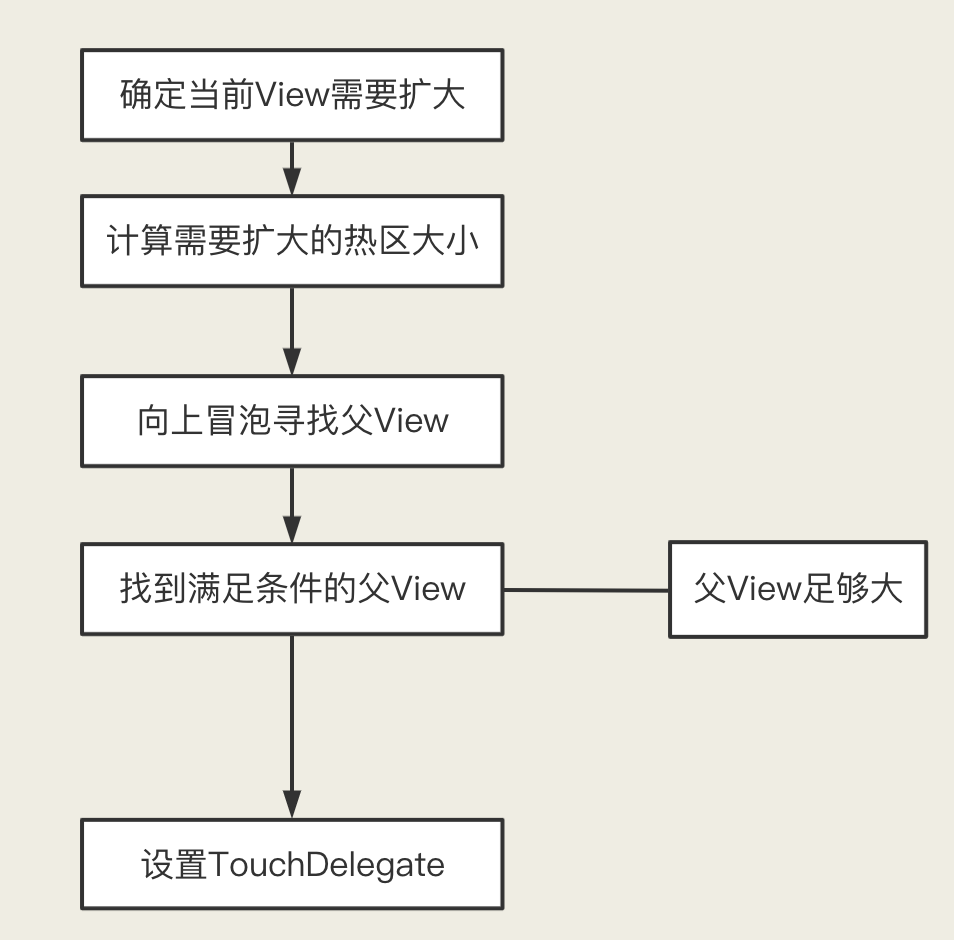 确定当前View需要扩大
计算需要扩大的热区大小
向上冒泡寻找父View
找到满足条件的父View
父View足够大
设置TouchDelegate